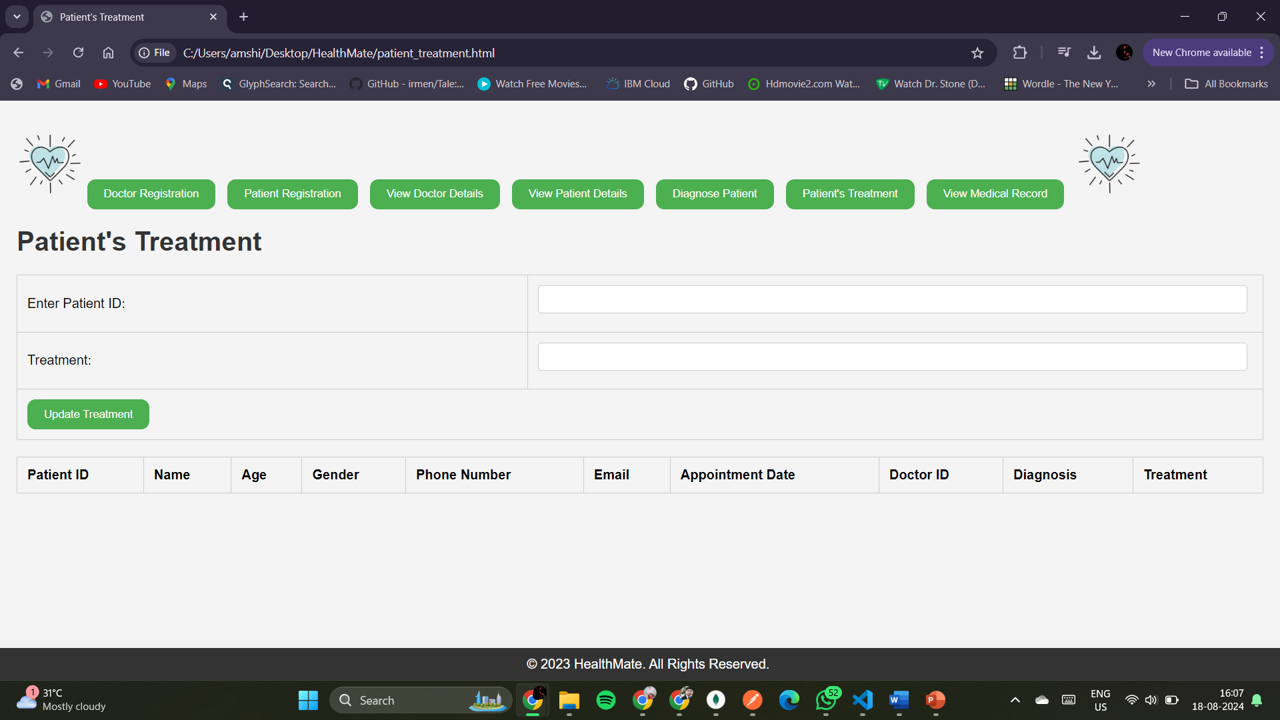 Patient's Treatment
File
C:/Users/amshi/Desktop/HealthMate/patient_treatment.html
New Chrome available
Gmail
YouTube
Maps
GlyphSearch: Search...
GitHub - irmen/Tale:...
Watch Free Movies...
IBM Cloud
GitHub
Hdmovie2.com Wat...
Watch Dr. Stone (D...
Wordle - The New Y...
»
All Bookmarks
Doctor Registration
Patient Registration
View Doctor Details
View Patient Details
Diagnose Patient
Patient's Treatment
View Medical Record
Patient's Treatment
Enter Patient ID:
Treatment:
Update Treatment
Patient ID Name Age Gender Phone Number Email Appointment Date Doctor ID Diagnosis Treatment
© 2023 HealthMate. All Rights Reserved.
1
31°C
Mostly cloudy
Search
52
ENG
US
16:07
18-08-2024